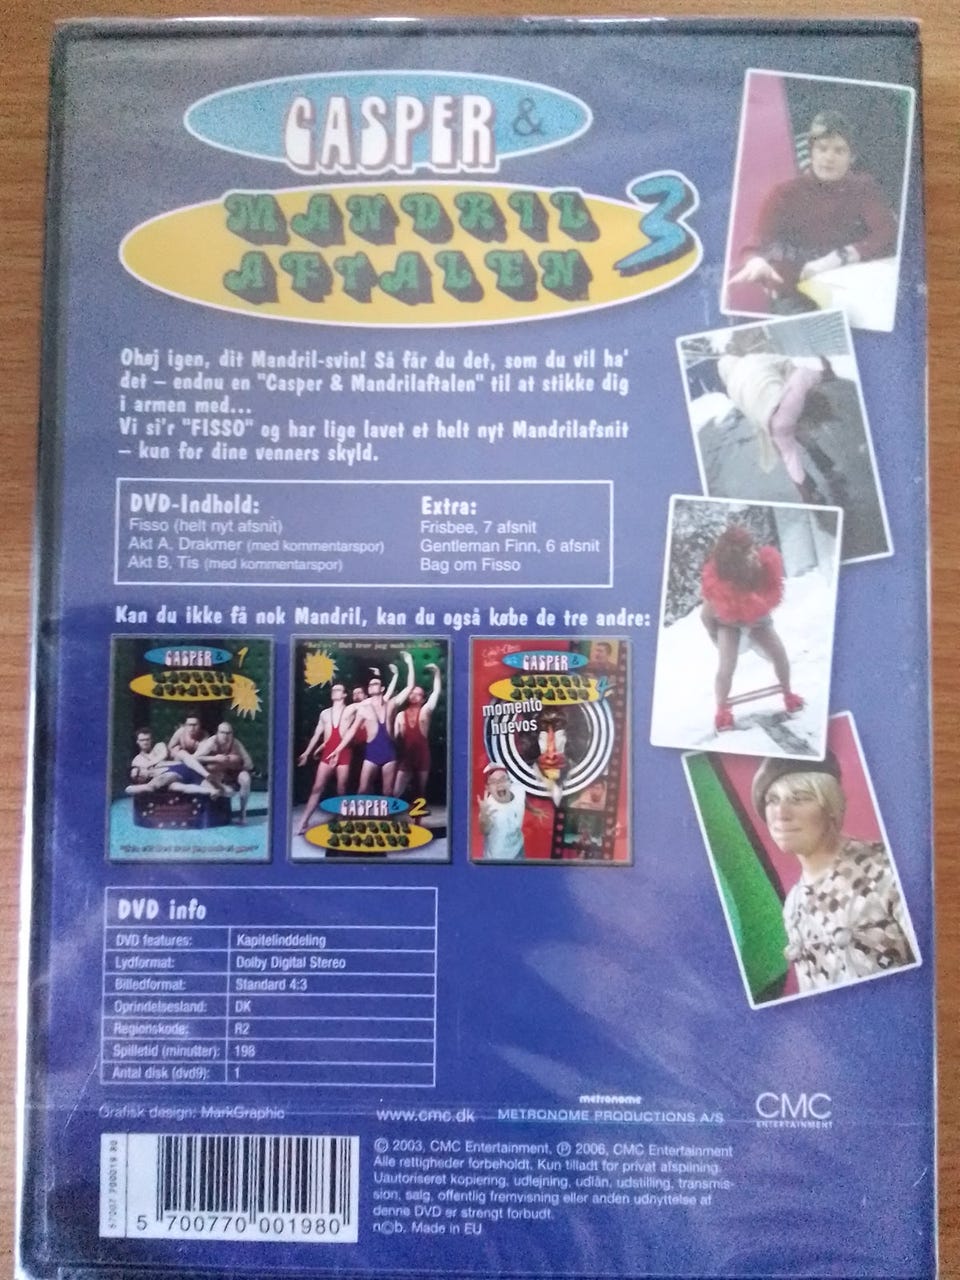 CASPER &
MANDRIL 3
AFTALEN
Ohøj igen, dit Mandril-svin! Så får du det, som du vil ha'
det – endnu en "Casper & Mandrilaftalen" til at stikke dig
i armen med...
Vi si'r "FISSO" og har lige lavet et helt nyt Mandrilafsnit
– kun for dine venners skyld.
DVD-Indhold:
Fisso (helt nyt afsnit)
Akt A, Drakmer (med kommentarspor)
Akt B, Tis (med kommentarspor)
Extra:
Frisbee, 7 afsnit
Gentleman Finn, 6 afsnit
Bag om Fisso
Kan du ikke få nok Mandril, kan du også købe de tre andre:
CASPER & 1
MANDRIL
AFTALEN
CASPER & 2
MANDRIL
AFTALEN
CASPER &
MANDRIL
AFTALEN 4
momento
huevos
DVD info
DVD features: Kapitelinddeling
Lydformat: Dolby Digital Stereo
Billedformat: Standard 4:3
Oprindelsesland: DK
Regionskode: R2
Spilletid (minutter): 198
Antal disk (dvd9): 1
Grafisk design: MarkGraphic
www.cmc.dk
metronome
METRONOME PRODUCTIONS A/S
CMC
ENTERTAINMENT
5 700770 001980
© 2003, CMC Entertainment, ℗ 2006, CMC Entertainment
Alle rettigheder forbeholdt. Kun tilladt for privat afspilning.
Uautoriseret kopiering, udlejning, udlån, udstilling, transmis-
sion, salg, offentlig fremvisning eller anden udnyttelse af
denne DVD er strengt forbudt.
n©b. Made in EU